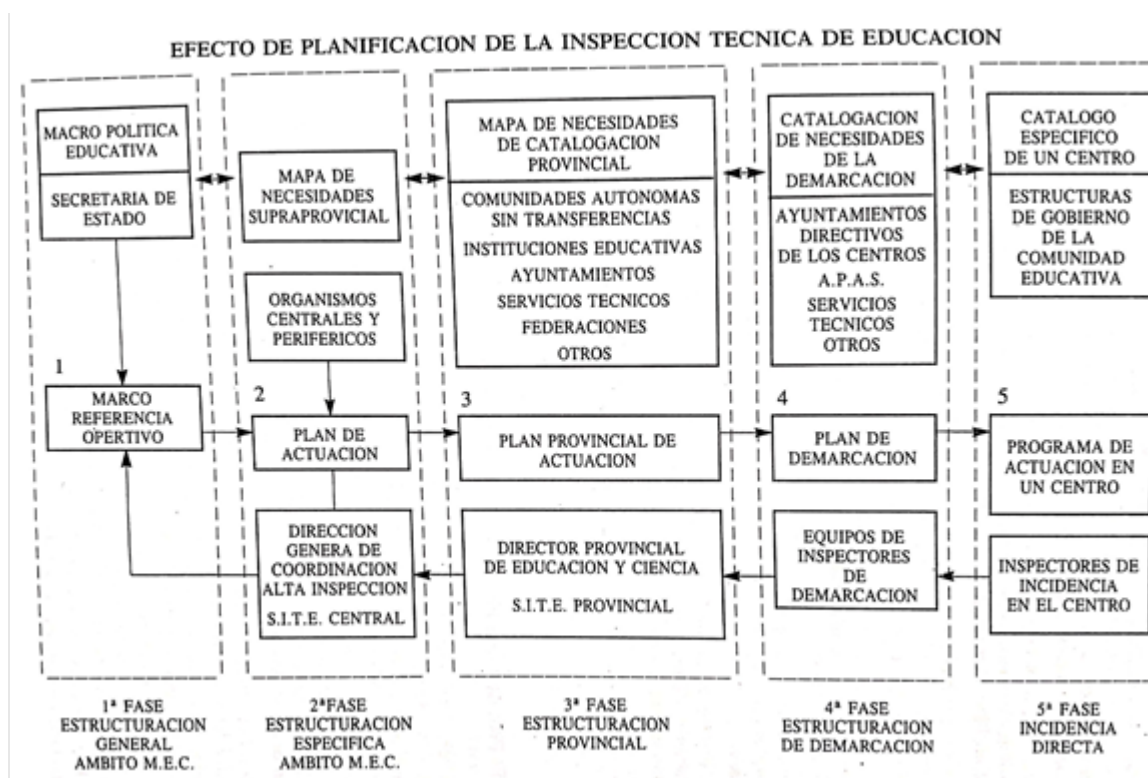 EFECTO DE PLANIFICACION DE LA INSPECCION TECNICA DE EDUCACION
MACRO POLITICA
EDUCATIVA
SECRETARIA DE
ESTADO
1
MARCO
REFERENCIA
OPERTIVO
1ª FASE
ESTRUCTURACION
GENERAL
AMBITO M.E.C.
MAPA DE
NECESIDADES
SUPRAPROVICIAL
ORGANISMOS
CENTRALES Y
PERIFERICOS
2
PLAN DE
ACTUACION
DIRECCION
GENERA DE
COORDINACION
ALTA INSPECCION
S.I.T.E. CENTRAL
2ªFASE
ESTRUCTURACION
ESPECIFICA
AMBITO M.E.C.
MAPA DE NECESIDADES
DE CATALOGACION
PROVINCIAL
COMUNIDADES AUTONOMAS
SIN TRANSFERENCIAS
INSTITUCIONES EDUCATIVAS
AYUNTAMIENTOS
SERVICIOS TECNICOS
FEDERACIONES
OTROS
3
PLAN PROVINCIAL DE
ACTUACION
DIRECTOR PROVINCIAL
DE EDUCACION Y CIENCIA
S.I.T.E. PROVINCIAL
3ª FASE
ESTRUCTURACION
PROVINCIAL
CATALOGACION
DE NECESIDADES
DE LA
DEMARCACION
AYUNTAMIENTOS
DIRECTIVOS
DE LOS CENTROS
A.P.A.S.
SERVICIOS
TECNICOS
OTROS
4
PLAN DE
DEMARCACION
EQUIPOS DE
INSPECTORES
DE
DEMARCACION
4ª FASE
ESTRUCTURACION
DE DEMARCACION
CATALOGO
ESPECIFICO
DE UN CENTRO
ESTRUCTURAS
DE GOBIERNO
DE LA
COMUNIDAD
EDUCATIVA
5
PROGRAMA DE
ACTUACION EN
UN CENTRO
INSPECTORES DE
INCIDENCIA
EN EL CENTRO
5ª FASE
INCIDENCIA
DIRECTA